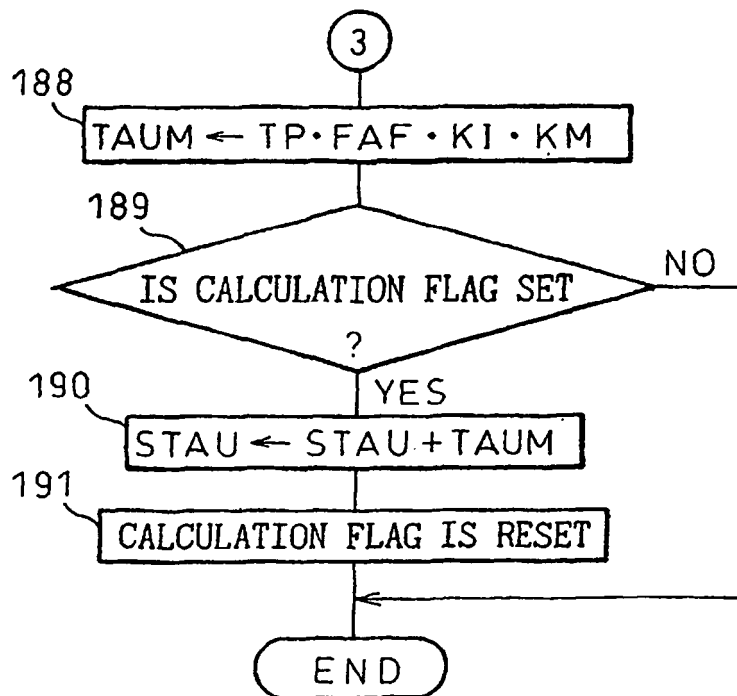 3
188
TAUM ← TP·FAF·KI·KM
189
IS CALCULATION FLAG SET
?
NO
YES
190
STAU ← STAU+TAUM
191
CALCULATION FLAG IS RESET
END